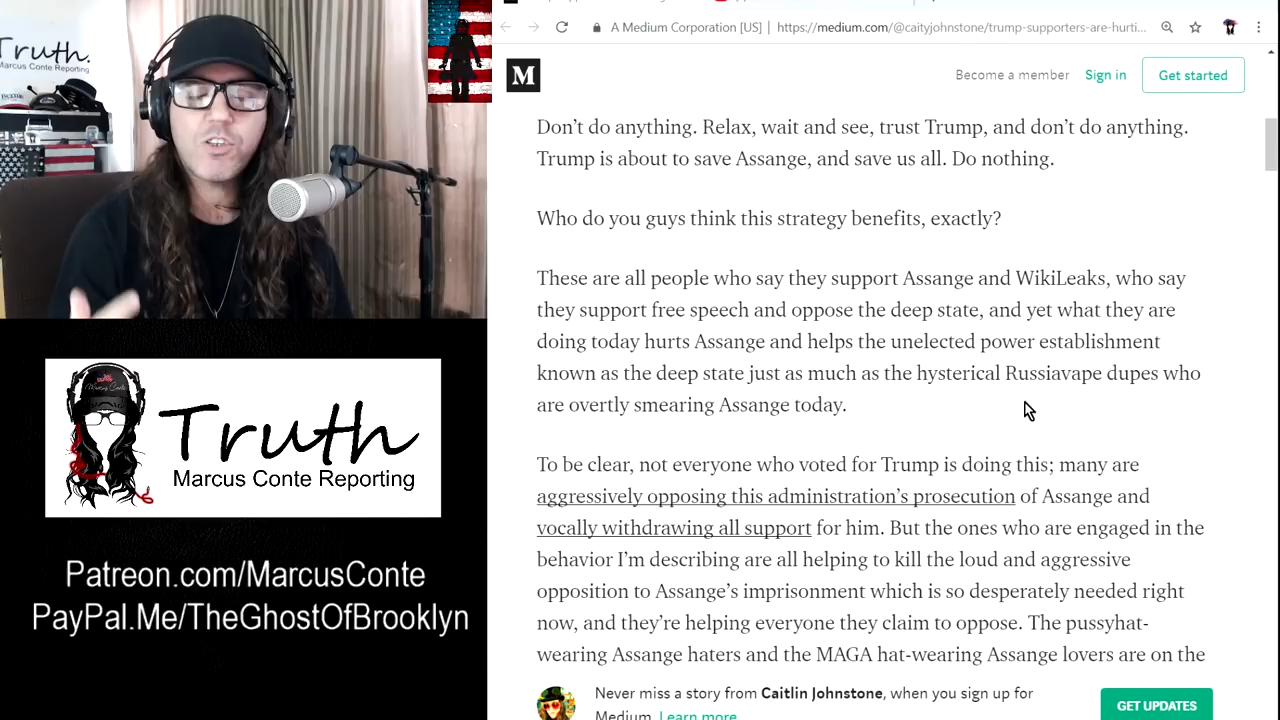 Truth.
Marcus Conte Reporting
A Medium Corporation [US] | https://medium.com/@caityjohnstone/trump-supporters-are-hurti...
M
Become a member Sign in Get started
Don’t do anything. Relax, wait and see, trust Trump, and don’t do anything.
Trump is about to save Assange, and save us all. Do nothing.
Who do you guys think this strategy benefits, exactly?
These are all people who say they support Assange and WikiLeaks, who say
they support free speech and oppose the deep state, and yet what they are
doing today hurts Assange and helps the unelected power establishment
known as the deep state just asmuch as the hysterical Russiavape dupes who
are overtly smearing Assange today.
To be clear, not everyone who voted for Trump is doing this; many are
aggressively opposing this administration’s prosecution of Assange and
vocally withdrawing all support for him. But the ones who are engaged in the
behavior I’m describing are all helping to kill the loud and aggressive
opposition to Assange’s imprisonment which is so desperately needed right
now, and they’re helping everyone they claim to oppose. The pussyhat-
wearing Assange haters and the MAGA hat-wearing Assange lovers are on the
Never miss a story from Caitlin Johnstone, when you sign up for
Medium. Learn more
GET UPDATES
Truth
Marcus Conte Reporting
Patreon.com/MarcusConte
PayPal.Me/TheGhostOfBrooklyn